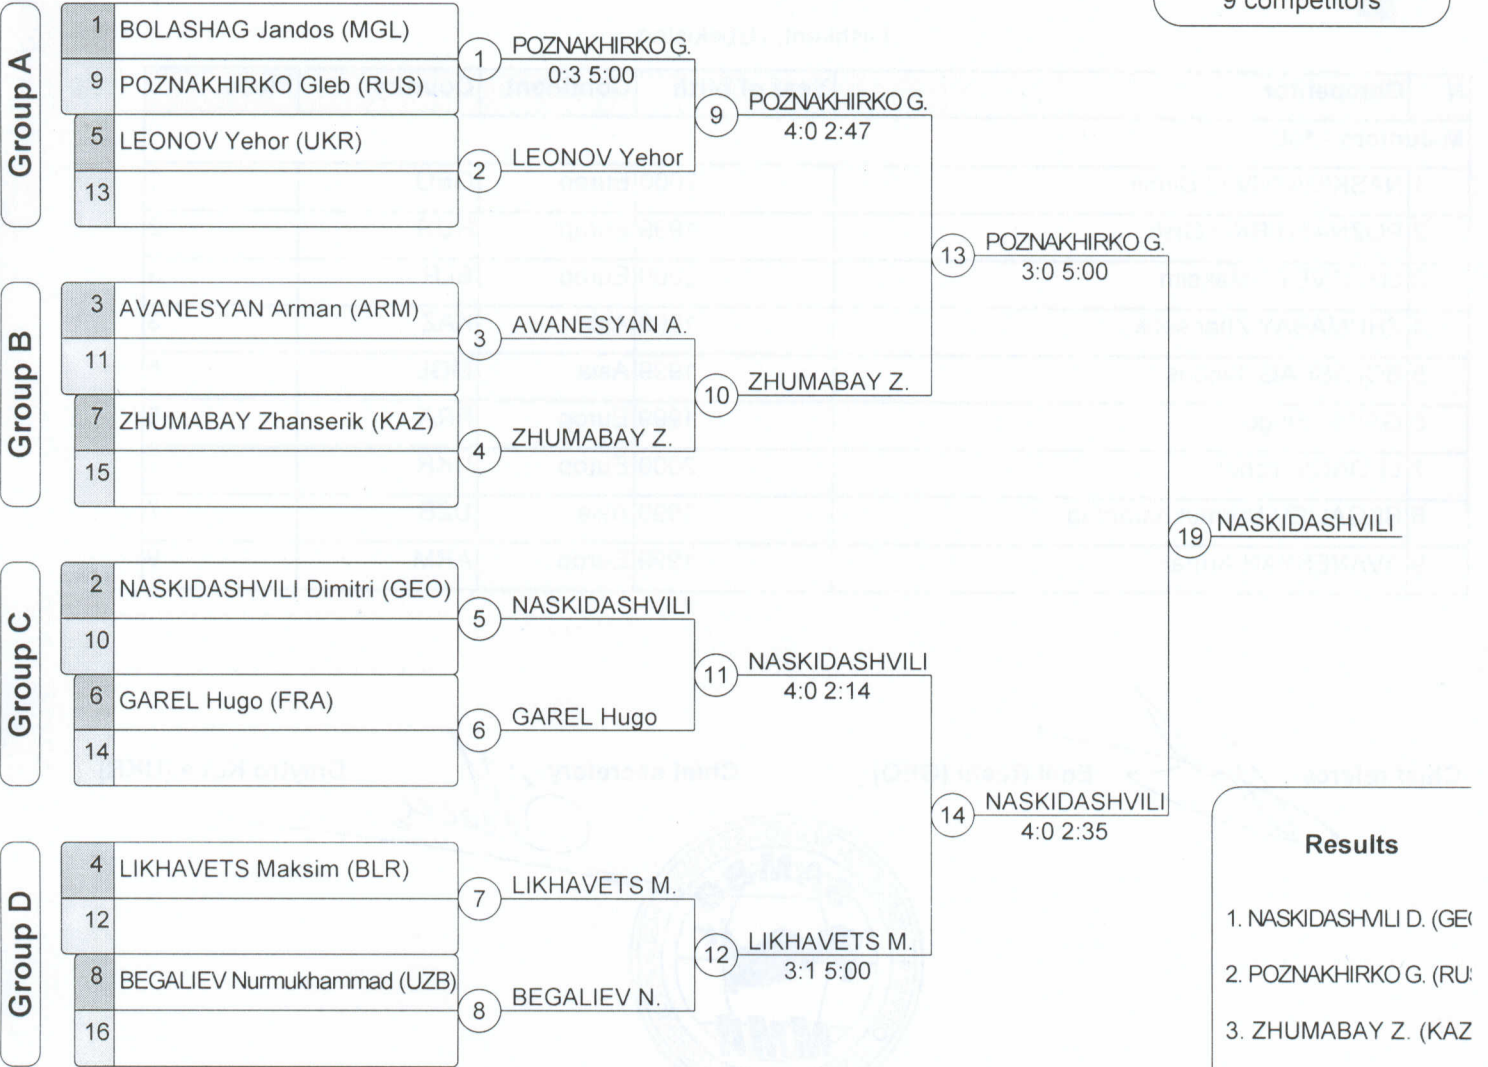 9 competitors
Group A
1 BOLASHAG Jandos (MGL)
9 POZNAKHIRKO Gleb (RUS)
5 LEONOV Yehor (UKR)
13
1 POZNAKHIRKO G.
0:3 5:00
2 LEONOV Yehor
9 POZNAKHIRKO G.
4:0 2:47
Group B
3 AVANESYAN Arman (ARM)
11
7 ZHUMABAY Zhanserik (KAZ)
15
3 AVANESYAN A.
4 ZHUMABAY Z.
10 ZHUMABAY Z.
13 POZNAKHIRKO G.
3:0 5:00
Group C
2 NASKIDASHVILI Dimitri (GEO)
10
6 GAREL Hugo (FRA)
14
5 NASKIDASHVILI
6 GAREL Hugo
11 NASKIDASHVILI
4:0 2:14
Group D
4 LIKHAVETS Maksim (BLR)
12
8 BEGALIEV Nurmukhammad (UZB)
16
7 LIKHAVETS M.
8 BEGALIEV N.
12 LIKHAVETS M.
3:1 5:00
14 NASKIDASHVILI
4:0 2:35
19 NASKIDASHVILI
Results
1. NASKIDASHVILI D. (GEO
2. POZNAKHIRKO G. (RUS
3. ZHUMABAY Z. (KAZ